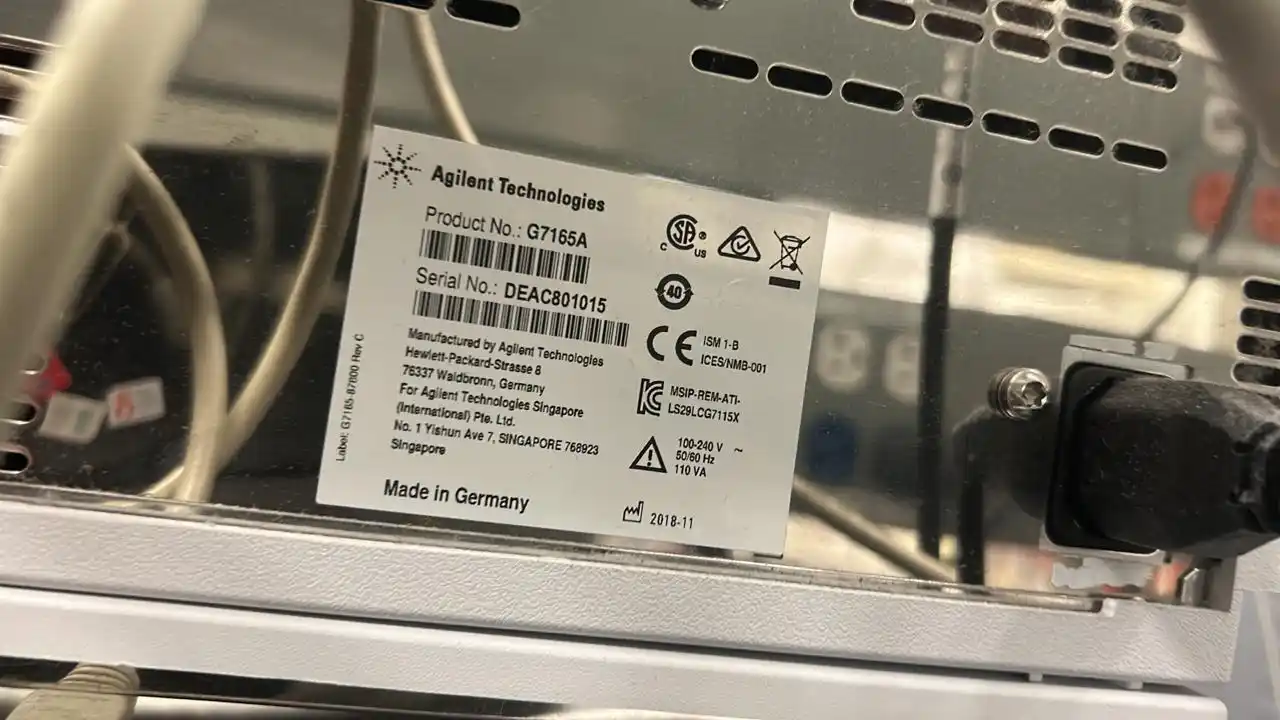 Agilent Technologies
Product No.: G7165A
Serial No.: DEAC801015
Manufactured by Agilent Technologies
Hewlett-Packard-Strasse 8
76337 Waldbronn, Germany
For Agilent Technologies Singapore
(International) Pte. Ltd.
No. 1 Yishun Ave 7, SINGAPORE 768923
Singapore
Made in Germany
Label: G7165-87800 Rev C
C SA ® US
40
CE ISM 1-B
ICES/NMB-001
MSIP-REM-ATI-
LS29LCG7115X
100-240 V ~
50/60 Hz
110 VA
2018-11